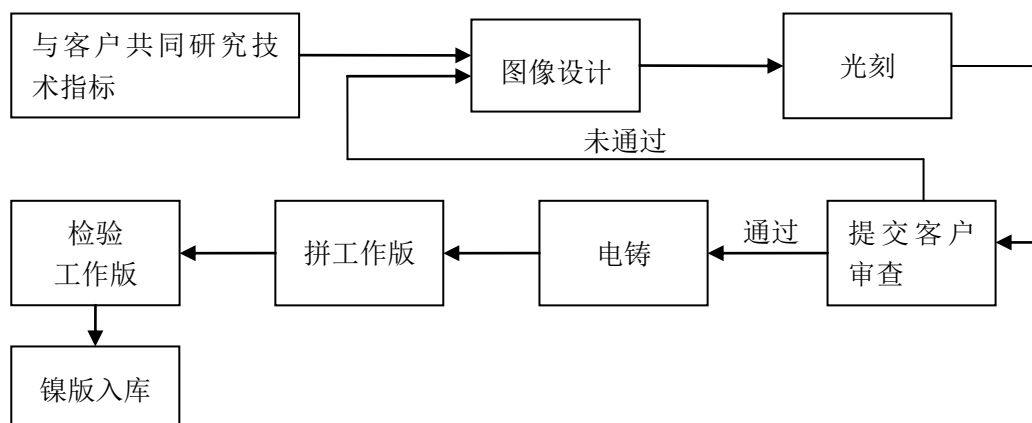 与客户共同研究技
术指标
图像设计
光刻
未通过
检验
工作版
拼工作版
电铸
通过
提交客户
审查
镍版入库